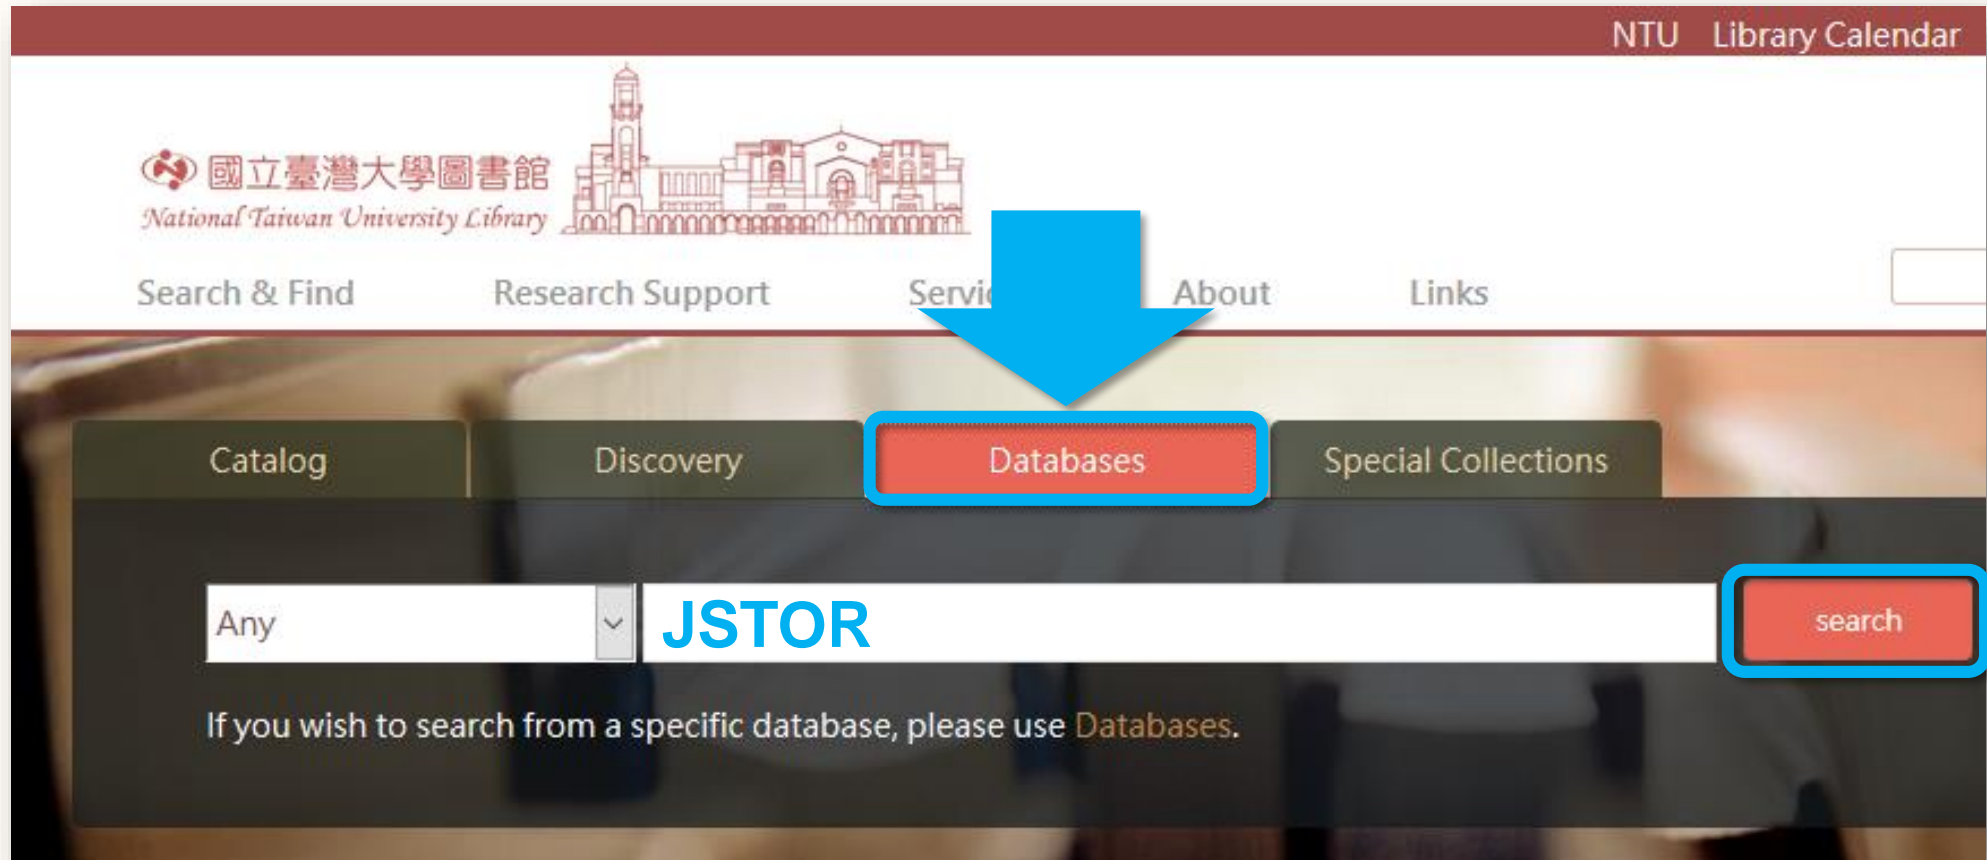 NTU Library Calendar
國立臺灣大學圖書館
National Taiwan University Library
Search & Find Research Support About Links
Catalog Discovery Databases Special Collections
Any JSTOR search
If you wish to search from a specific database, please use Databases.